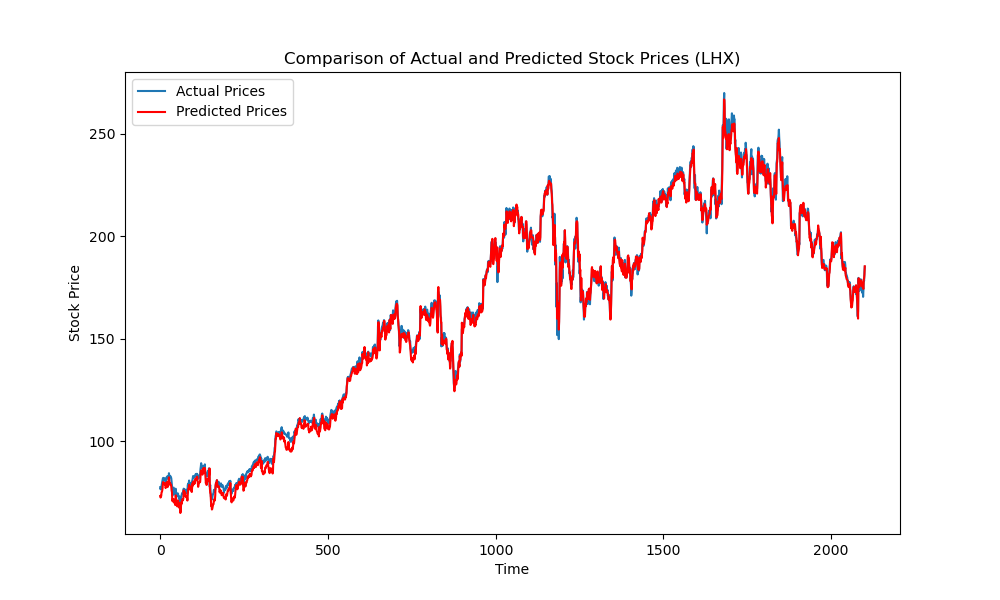 Comparison of Actual and Predicted Stock Prices (LHX)
Actual Prices
Predicted Prices
Stock Price
250
200
150
100
0 500 1000 1500 2000
Time